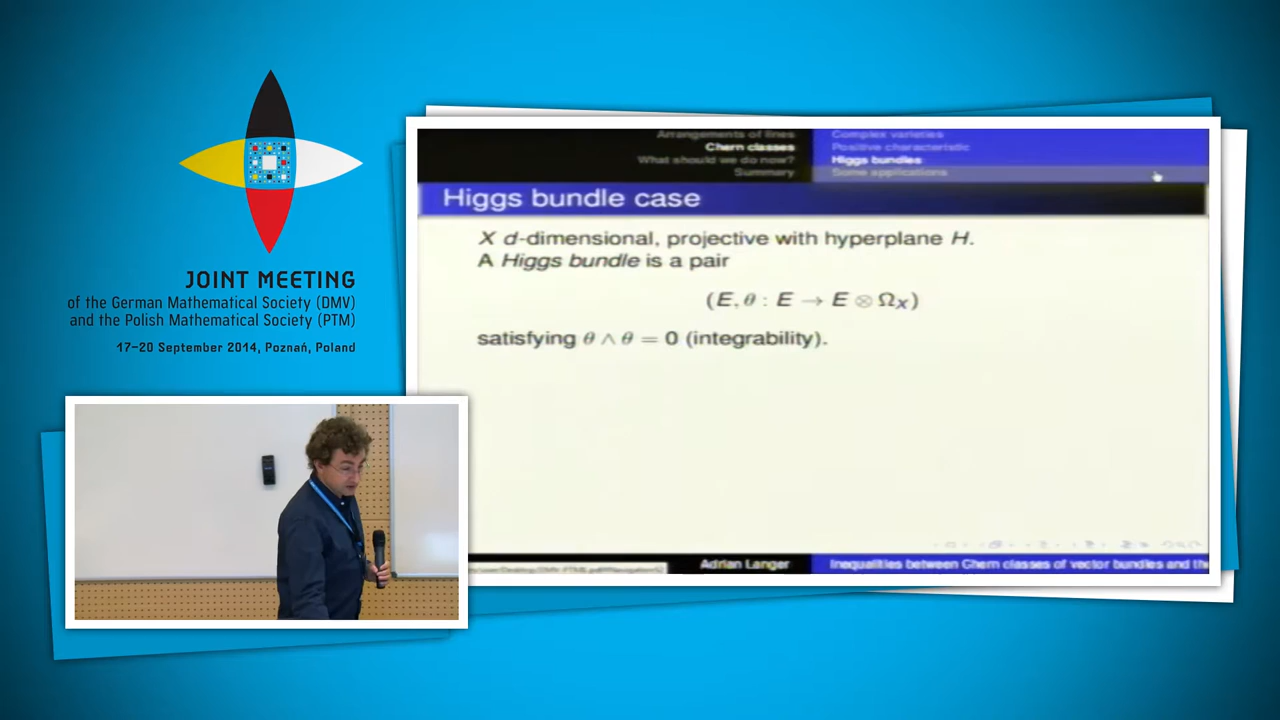 JOINT MEETING
of the German Mathematical Society (DMV)
and the Polish Mathematical Society (PTM)
17–20 September 2014, Poznań, Poland
Arrangements of lines
Chern classes
What should we do now?
Summary
Complex varieties
Positive characteristic
Higgs bundles
Some applications
Higgs bundle case
X d-dimensional, projective with hyperplane H.
A Higgs bundle is a pair
(E, θ : E → E ⊗ Ω_X)
satisfying θ ∧ θ = 0 (integrability).
Adrian Langer
Inequalities between Chern classes of vector bundles and the